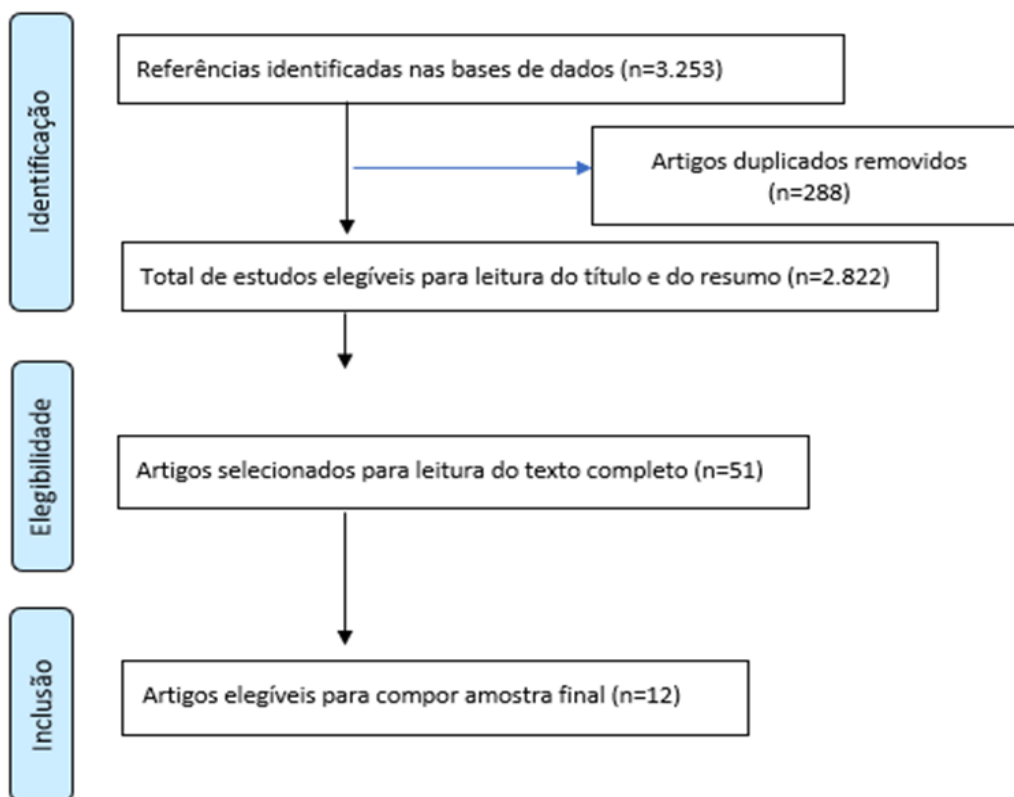 Identificação
Referências identificadas nas bases de dados (n=3.253)
Artigos duplicados removidos
(n=288)
Total de estudos elegíveis para leitura do título e do resumo (n=2.822)
Elegibilidade
Artigos selecionados para leitura do texto completo (n=51)
Inclusão
Artigos elegíveis para compor amostra final (n=12)